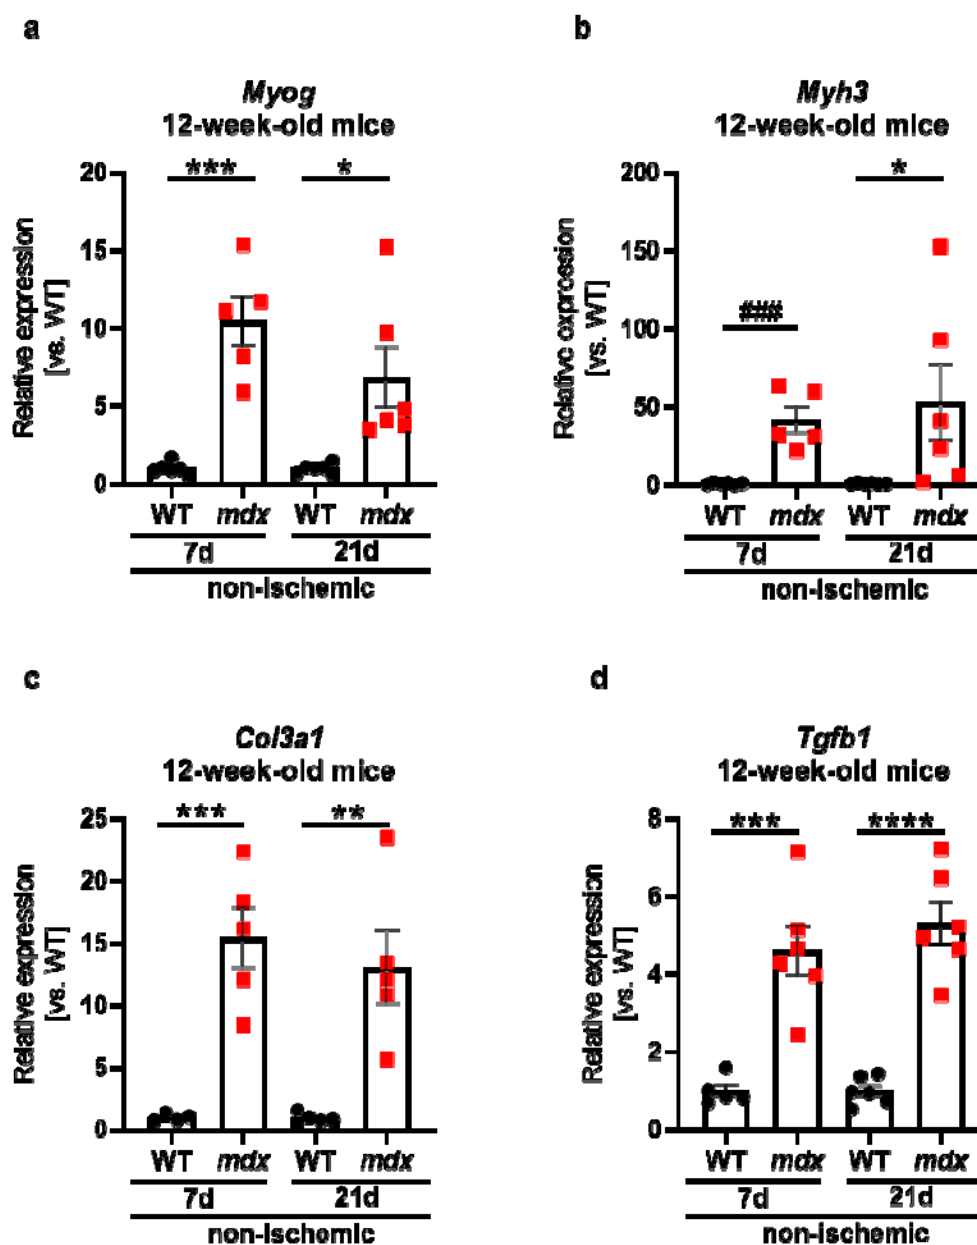 a
Myog
12-week-old mice
*** *
Relative expression
[vs. WT]
20
15
10
5
0
WT mdx WT mdx
7d 21d
non-ischemic
b
Myh3
12-week-old mice
*
###
Relative expression
[vs. WT]
200
150
100
50
0
WT mdx WT mdx
7d 21d
non-ischemic
c
Col3a1
12-week-old mice
*** **
Relative expression
[vs. WT]
25
20
15
10
5
0
WT mdx WT mdx
7d 21d
non-ischemic
d
Tgfb1
12-week-old mice
*** ****
Relative expression
[vs. WT]
8
6
4
2
0
WT mdx WT mdx
7d 21d
non-ischemic